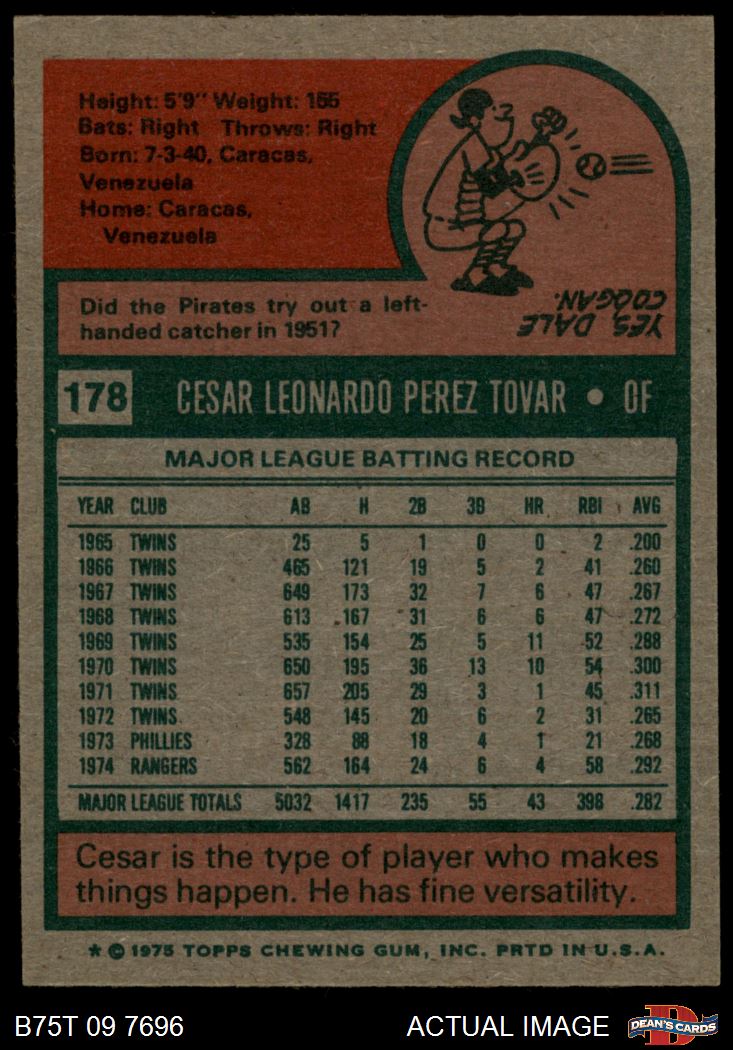 Height: 5'9" Weight: 155
Bats: Right Throws: Right
Born: 7-3-40, Caracas,
Venezuela
Home: Caracas,
Venezuela
Did the Pirates try out a left-
handed catcher in 1951?
YES, DALE
COOGAN.
178 CESAR LEONARDO PEREZ TOVAR • OF
MAJOR LEAGUE BATTING RECORD
YEAR CLUB AB H 2B 3B HR RBI AVG
1965 TWINS 25 5 1 0 0 2 .200
1966 TWINS 465 121 19 5 2 41 .260
1967 TWINS 649 173 32 7 6 47 .267
1968 TWINS 613 167 31 6 6 47 .272
1969 TWINS 535 154 25 5 11 52 .288
1970 TWINS 650 195 36 13 10 54 .300
1971 TWINS 657 205 29 3 1 45 .311
1972 TWINS 548 145 20 6 2 31 .265
1973 PHILLIES 328 88 18 4 1 21 .268
1974 RANGERS 562 164 24 6 4 58 .292
MAJOR LEAGUE TOTALS 5032 1417 235 55 43 398 .282
Cesar is the type of player who makes
things happen. He has fine versatility.
* © 1975 TOPPS CHEWING GUM, INC. PRTD IN U.S.A.
B75T 09 7696 ACTUAL IMAGE D DEAN'S CARDS